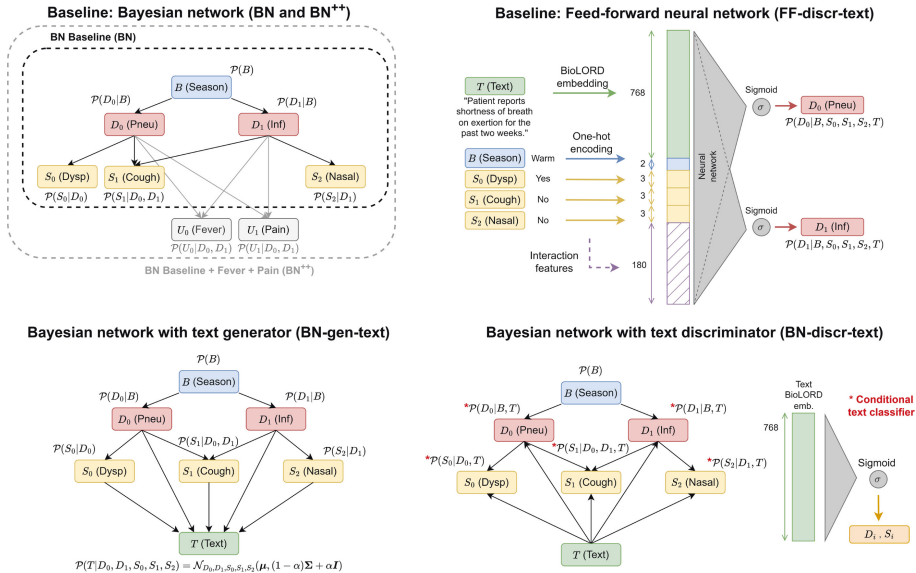 Baseline: Bayesian network (BN and BN⁺⁺)
BN Baseline (BN)
𝒫(B)
B (Season)
𝒫(D₀|B)
𝒫(D₁|B)
D₀ (Pneu)
D₁ (Inf)
S₀ (Dysp)
S₁ (Cough)
S₂ (Nasal)
𝒫(S₀|D₀)
𝒫(S₁|D₀, D₁)
𝒫(S₂|D₁)
U₀ (Fever)
U₁ (Pain)
𝒫(U₀|D₀, D₁)
𝒫(U₁|D₀, D₁)
BN Baseline + Fever + Pain (BN⁺⁺)
Baseline: Feed-forward neural network (FF-discr-text)
T (Text)
"Patient reports
shortness of breath
on exertion for the
past two weeks."
BioLORD
embedding
768
B (Season)
Warm
One-hot
encoding
2
S₀ (Dysp)
Yes
3
S₁ (Cough)
No
3
S₂ (Nasal)
No
3
Interaction
features
180
Neural
network
Sigmoid
σ
D₀ (Pneu)
𝒫(D₀|B, S₀, S₁, S₂, T)
Sigmoid
σ
D₁ (Inf)
𝒫(D₁|B, S₀, S₁, S₂, T)
Bayesian network with text generator (BN-gen-text)
𝒫(B)
B (Season)
𝒫(D₀|B)
𝒫(D₁|B)
D₀ (Pneu)
D₁ (Inf)
𝒫(S₀|D₀)
𝒫(S₁|D₀, D₁)
𝒫(S₂|D₁)
S₀ (Dysp)
S₁ (Cough)
S₂ (Nasal)
T (Text)
𝒫(T|D₀, D₁, S₀, S₁, S₂) = 𝒩_{D₀,D₁,S₀,S₁,S₂}(μ, (1 − α)Σ + αI)
Bayesian network with text discriminator (BN-discr-text)
𝒫(B)
B (Season)
*𝒫(D₀|B, T)
*𝒫(D₁|B, T)
D₀ (Pneu)
D₁ (Inf)
*𝒫(S₀|D₀, T)
*𝒫(S₁|D₀, D₁, T)
*𝒫(S₂|D₁, T)
S₀ (Dysp)
S₁ (Cough)
S₂ (Nasal)
T (Text)
Text
BioLORD
emb.
* Conditional
text classifier
768
Sigmoid
σ
Dᵢ , Sᵢ